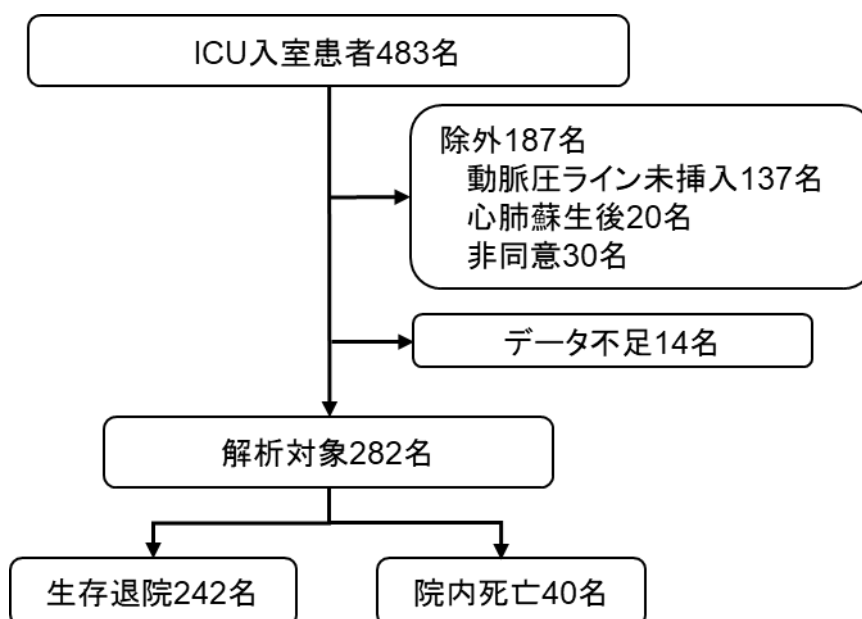 ICU入室患者483名
除外187名
動脈圧ライン未挿入137名
心肺蘇生後20名
非同意30名
データ不足14名
解析対象282名
生存退院242名
院内死亡40名